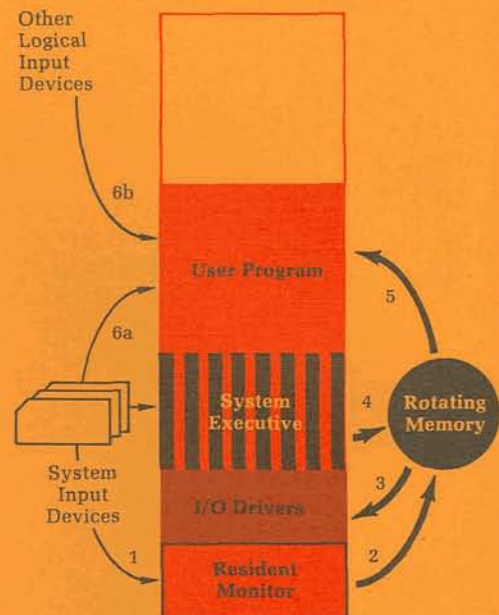 Other
Logical
Input
Devices
6b
User Program
5
6a
System
Executive
4
Rotating
Memory
System
Input
Devices
3
I/O Drivers
1
2
Resident
Monitor